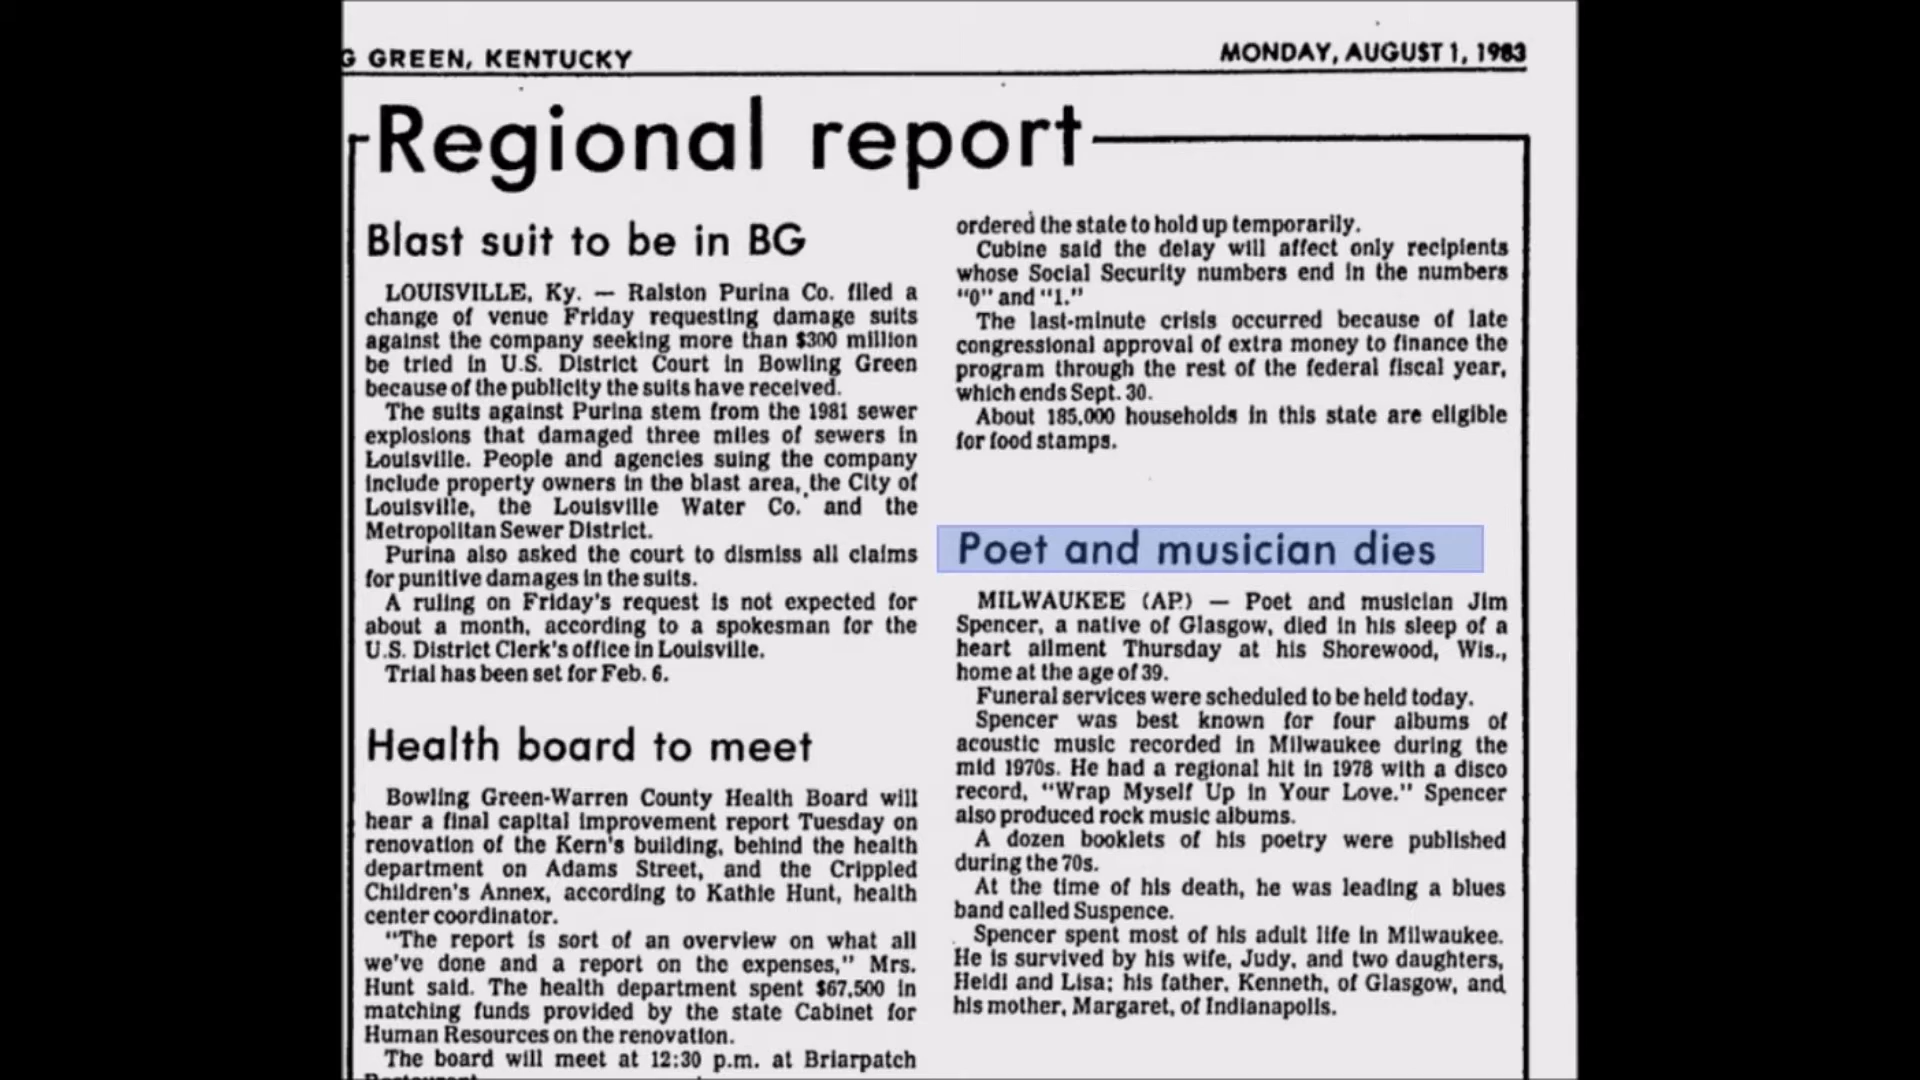 G GREEN, KENTUCKY
MONDAY, AUGUST 1, 1983
Regional report
Blast suit to be in BG
LOUISVILLE, Ky. — Ralston Purina Co. filed a
change of venue Friday requesting damage suits
against the company seeking more than $300 million
be tried in U.S. District Court in Bowling Green
because of the publicity the suits have received.
The suits against Purina stem from the 1981 sewer
explosions that damaged three miles of sewers in
Louisville. People and agencies suing the company
include property owners in the blast area, the City of
Louisville, the Louisville Water Co. and the
Metropolitan Sewer District.
Purina also asked the court to dismiss all claims
for punitive damages in the suits.
A ruling on Friday's request is not expected for
about a month, according to a spokesman for the
U.S. District Clerk's office in Louisville.
Trial has been set for Feb. 6.
Health board to meet
Bowling Green-Warren County Health Board will
hear a final capital improvement report Tuesday on
renovation of the Kern's building, behind the health
department on Adams Street, and the Crippled
Children's Annex, according to Kathie Hunt, health
center coordinator.
"The report is sort of an overview on what all
we've done and a report on the expenses," Mrs.
Hunt said. The health department spent $67,500 in
matching funds provided by the state Cabinet for
Human Resources on the renovation.
The board will meet at 12:30 p.m. at Briarpatch
ordered the state to hold up temporarily.
Cubine said the delay will affect only recipients
whose Social Security numbers end in the numbers
"0" and "1."
The last-minute crisis occurred because of late
congressional approval of extra money to finance the
program through the rest of the federal fiscal year,
which ends Sept. 30.
About 185,000 households in this state are eligible
for food stamps.
Poet and musician dies
MILWAUKEE (AP) — Poet and musician Jim
Spencer, a native of Glasgow, died in his sleep of a
heart ailment Thursday at his Shorewood, Wis.,
home at the age of 39.
Funeral services were scheduled to be held today.
Spencer was best known for four albums of
acoustic music recorded in Milwaukee during the
mid 1970s. He had a regional hit in 1978 with a disco
record, "Wrap Myself Up in Your Love." Spencer
also produced rock music albums.
A dozen booklets of his poetry were published
during the 70s.
At the time of his death, he was leading a blues
band called Suspence.
Spencer spent most of his adult life in Milwaukee.
He is survived by his wife, Judy, and two daughters,
Heidi and Lisa; his father, Kenneth, of Glasgow, and
his mother, Margaret, of Indianapolis.